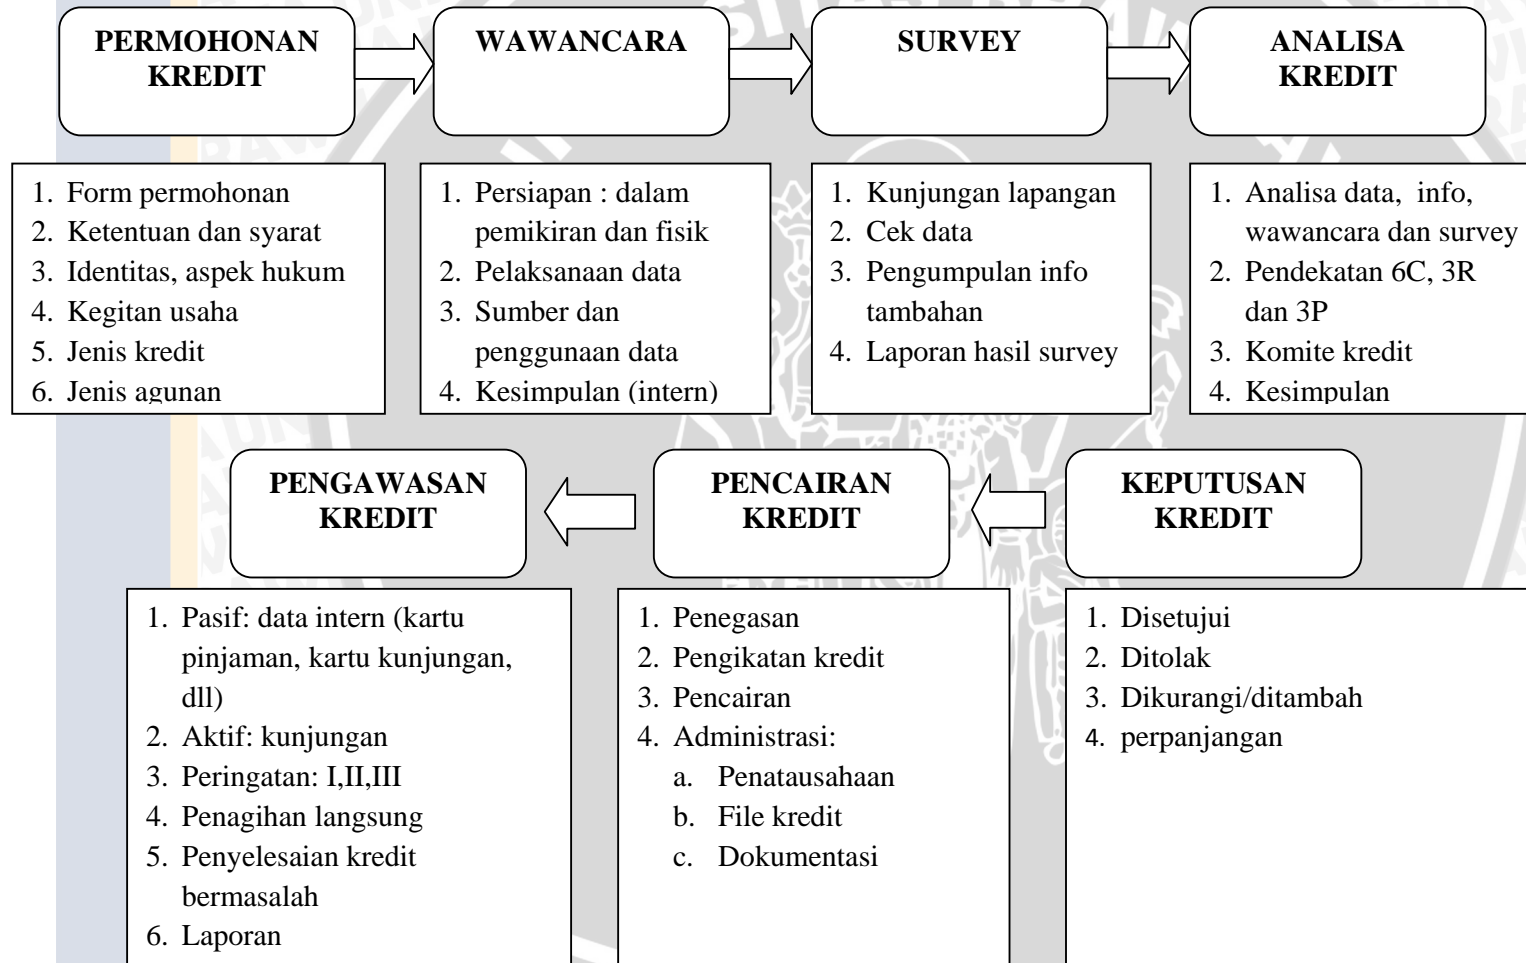 PERMOHONAN
KREDIT
WAWANCARA
SURVEY
ANALISA
KREDIT
1. Form permohonan
2. Ketentuan dan syarat
3. Identitas, aspek hukum
4. Kegitan usaha
5. Jenis kredit
6. Jenis agunan
1. Persiapan : dalam
pemikiran dan fisik
2. Pelaksanaan data
3. Sumber dan
penggunaan data
4. Kesimpulan (intern)
1. Kunjungan lapangan
2. Cek data
3. Pengumpulan info
tambahan
4. Laporan hasil survey
1. Analisa data, info,
wawancara dan survey
2. Pendekatan 6C, 3R
dan 3P
3. Komite kredit
4. Kesimpulan
PENGAWASAN
KREDIT
PENCAIRAN
KREDIT
KEPUTUSAN
KREDIT
1. Pasif: data intern (kartu
pinjaman, kartu kunjungan,
dll)
2. Aktif: kunjungan
3. Peringatan: I,II,III
4. Penagihan langsung
5. Penyelesaian kredit
bermasalah
6. Laporan
1. Penegasan
2. Pengikatan kredit
3. Pencairan
4. Administrasi:
a. Penatausahaan
b. File kredit
c. Dokumentasi
1. Disetujui
2. Ditolak
3. Dikurangi/ditambah
4. perpanjangan